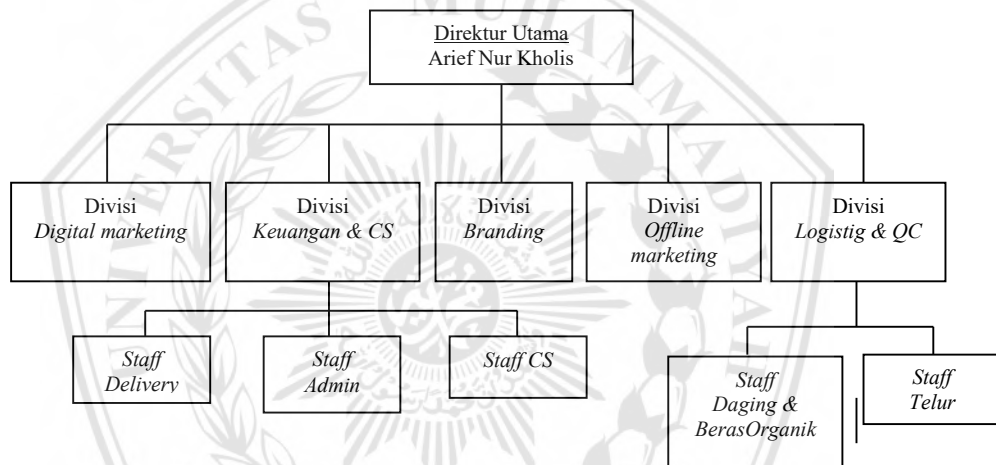 Direktur Utama
Arief Nur Kholis
Divisi
Digital marketing
Divisi
Keuangan & CS
Divisi
Branding
Divisi
Offline
marketing
Divisi
Logistig & QC
Staff
Delivery
Staff
Admin
Staff CS
Staff
Daging &
BerasOrganik
Staff
Telur